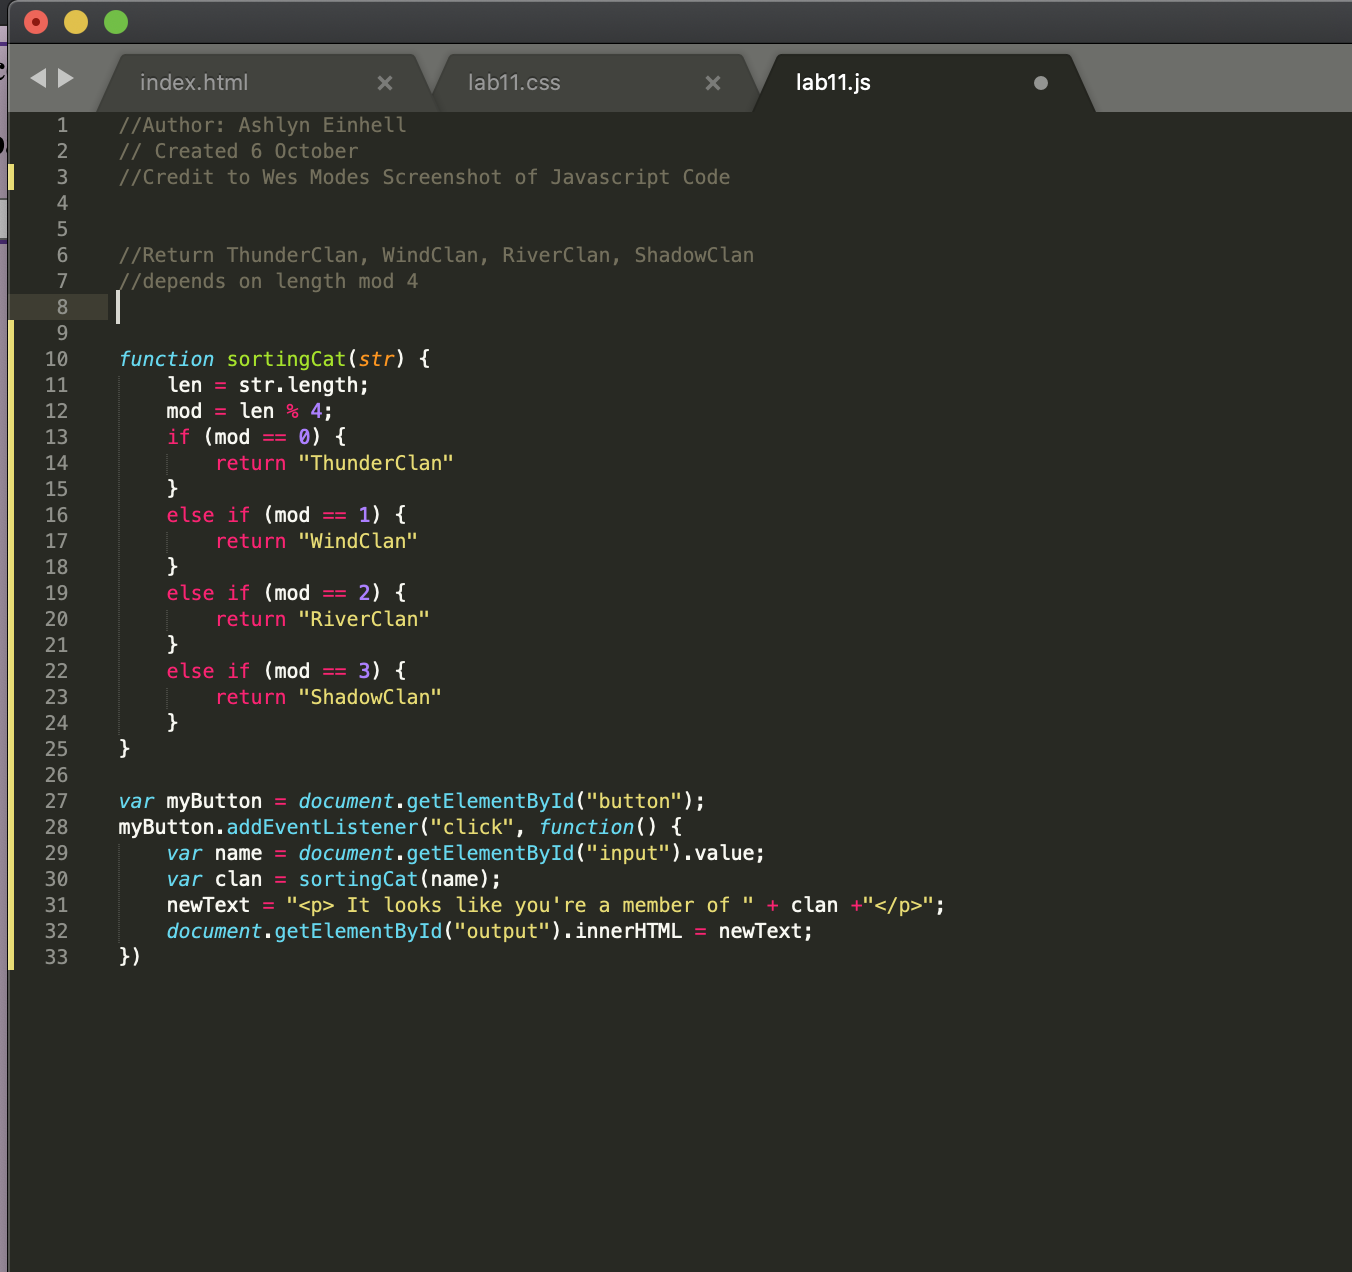 index.html × lab11.css × lab11.js
1 //Author: Ashlyn Einhell
2 // Created 6 October
3 //Credit to Wes Modes Screenshot of Javascript Code
4
5
6 //Return ThunderClan, WindClan, RiverClan, ShadowClan
7 //depends on length mod 4
8
9
10 function sortingCat(str) {
11     len = str.length;
12     mod = len % 4;
13     if (mod == 0) {
14         return "ThunderClan"
15     }
16     else if (mod == 1) {
17         return "WindClan"
18     }
19     else if (mod == 2) {
20         return "RiverClan"
21     }
22     else if (mod == 3) {
23         return "ShadowClan"
24     }
25 }
26
27 var myButton = document.getElementById("button");
28 myButton.addEventListener("click", function() {
29     var name = document.getElementById("input").value;
30     var clan = sortingCat(name);
31     newText = "<p> It looks like you're a member of " + clan +"</p>";
32     document.getElementById("output").innerHTML = newText;
33 })